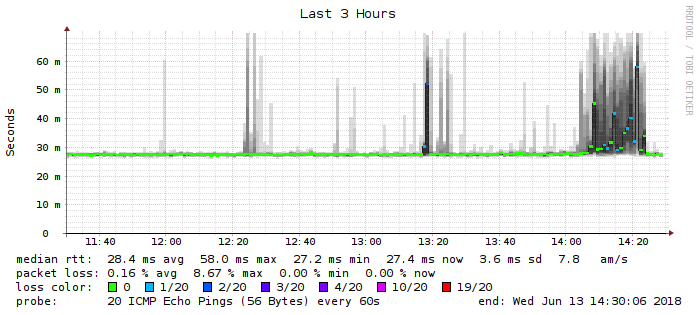 Last 3 Hours
RRDTOOL / TOBI OETIKER
Seconds
60 m
50 m
40 m
30 m
20 m
10 m
0
11:40 12:00 12:20 12:40 13:00 13:20 13:40 14:00 14:20
median rtt: 28.4 ms avg 58.0 ms max 27.2 ms min 27.4 ms now 3.6 ms sd 7.8 am/s
packet loss: 0.16 % avg 8.67 % max 0.00 % min 0.00 % now
loss color: 0 1/20 2/20 3/20 4/20 10/20 19/20
probe: 20 ICMP Echo Pings (56 Bytes) every 60s end: Wed Jun 13 14:30:06 2018